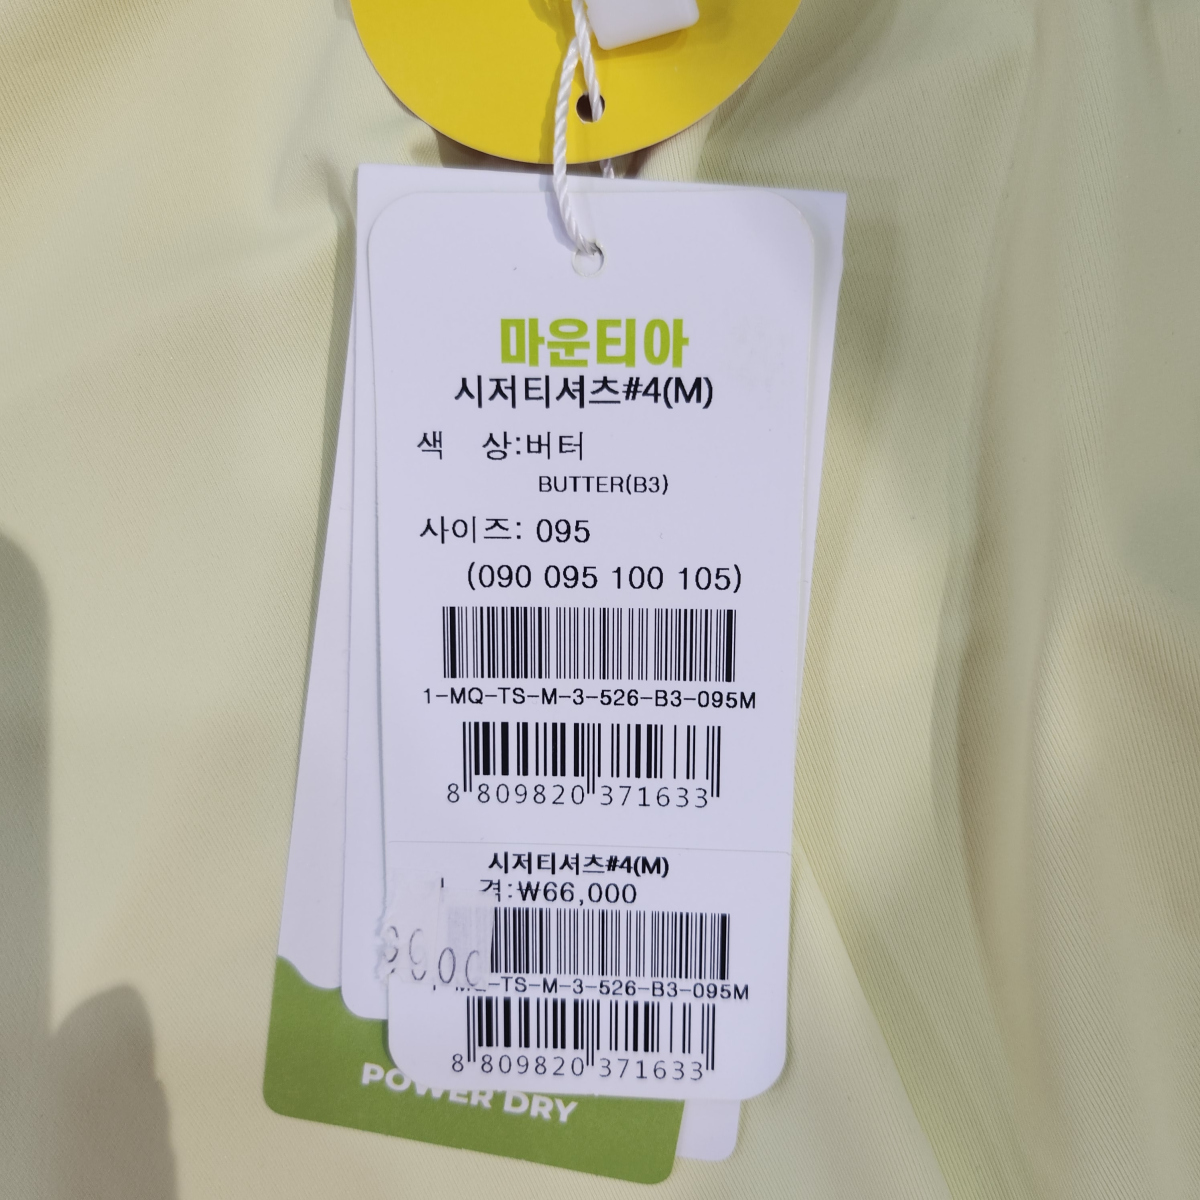 마운티아
시저티셔츠#4(M)
색 상:버터
BUTTER(B3)
사이즈: 095
(090 095 100 105)
1-MQ-TS-M-3-526-B3-095M
8 809820 371633
시저티셔츠#4(M)
격:₩66,000
-TS-M-3-526-B3-095M
8 809820 371633
POWER DRY